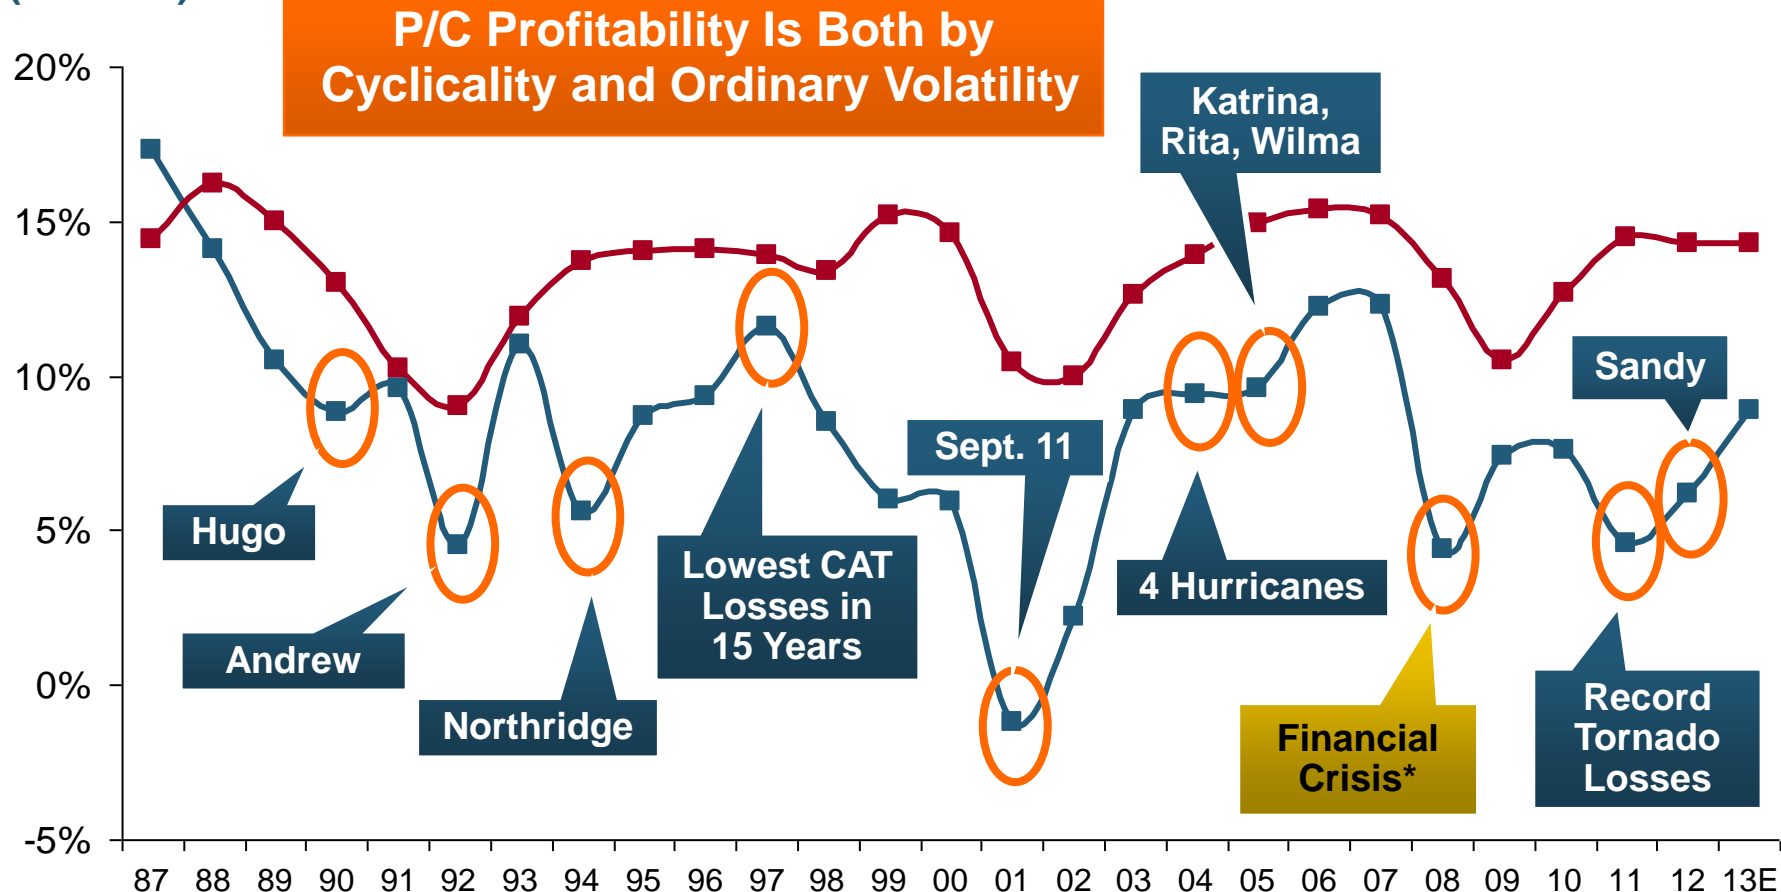 P/C Profitability Is Both by
Cyclicality and Ordinary Volatility
20%
15%
10%
5%
0%
-5%
Katrina,
Rita, Wilma
Sandy
Sept. 11
Hugo
Lowest CAT
Losses in
15 Years
4 Hurricanes
Andrew
Northridge
Financial
Crisis*
Record
Tornado
Losses
87 88 89 90 91 92 93 94 95 96 97 98 99 00 01 02 03 04 05 06 07 08 09 10 11 12 13E